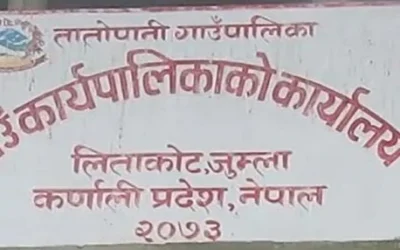 तातोपानी गाउँपालिका
गाउँ कार्यपालिकाको कार्यालय
लिताकोट,जुम्ला
कर्णाली प्रदेश, नेपाल
२०७३